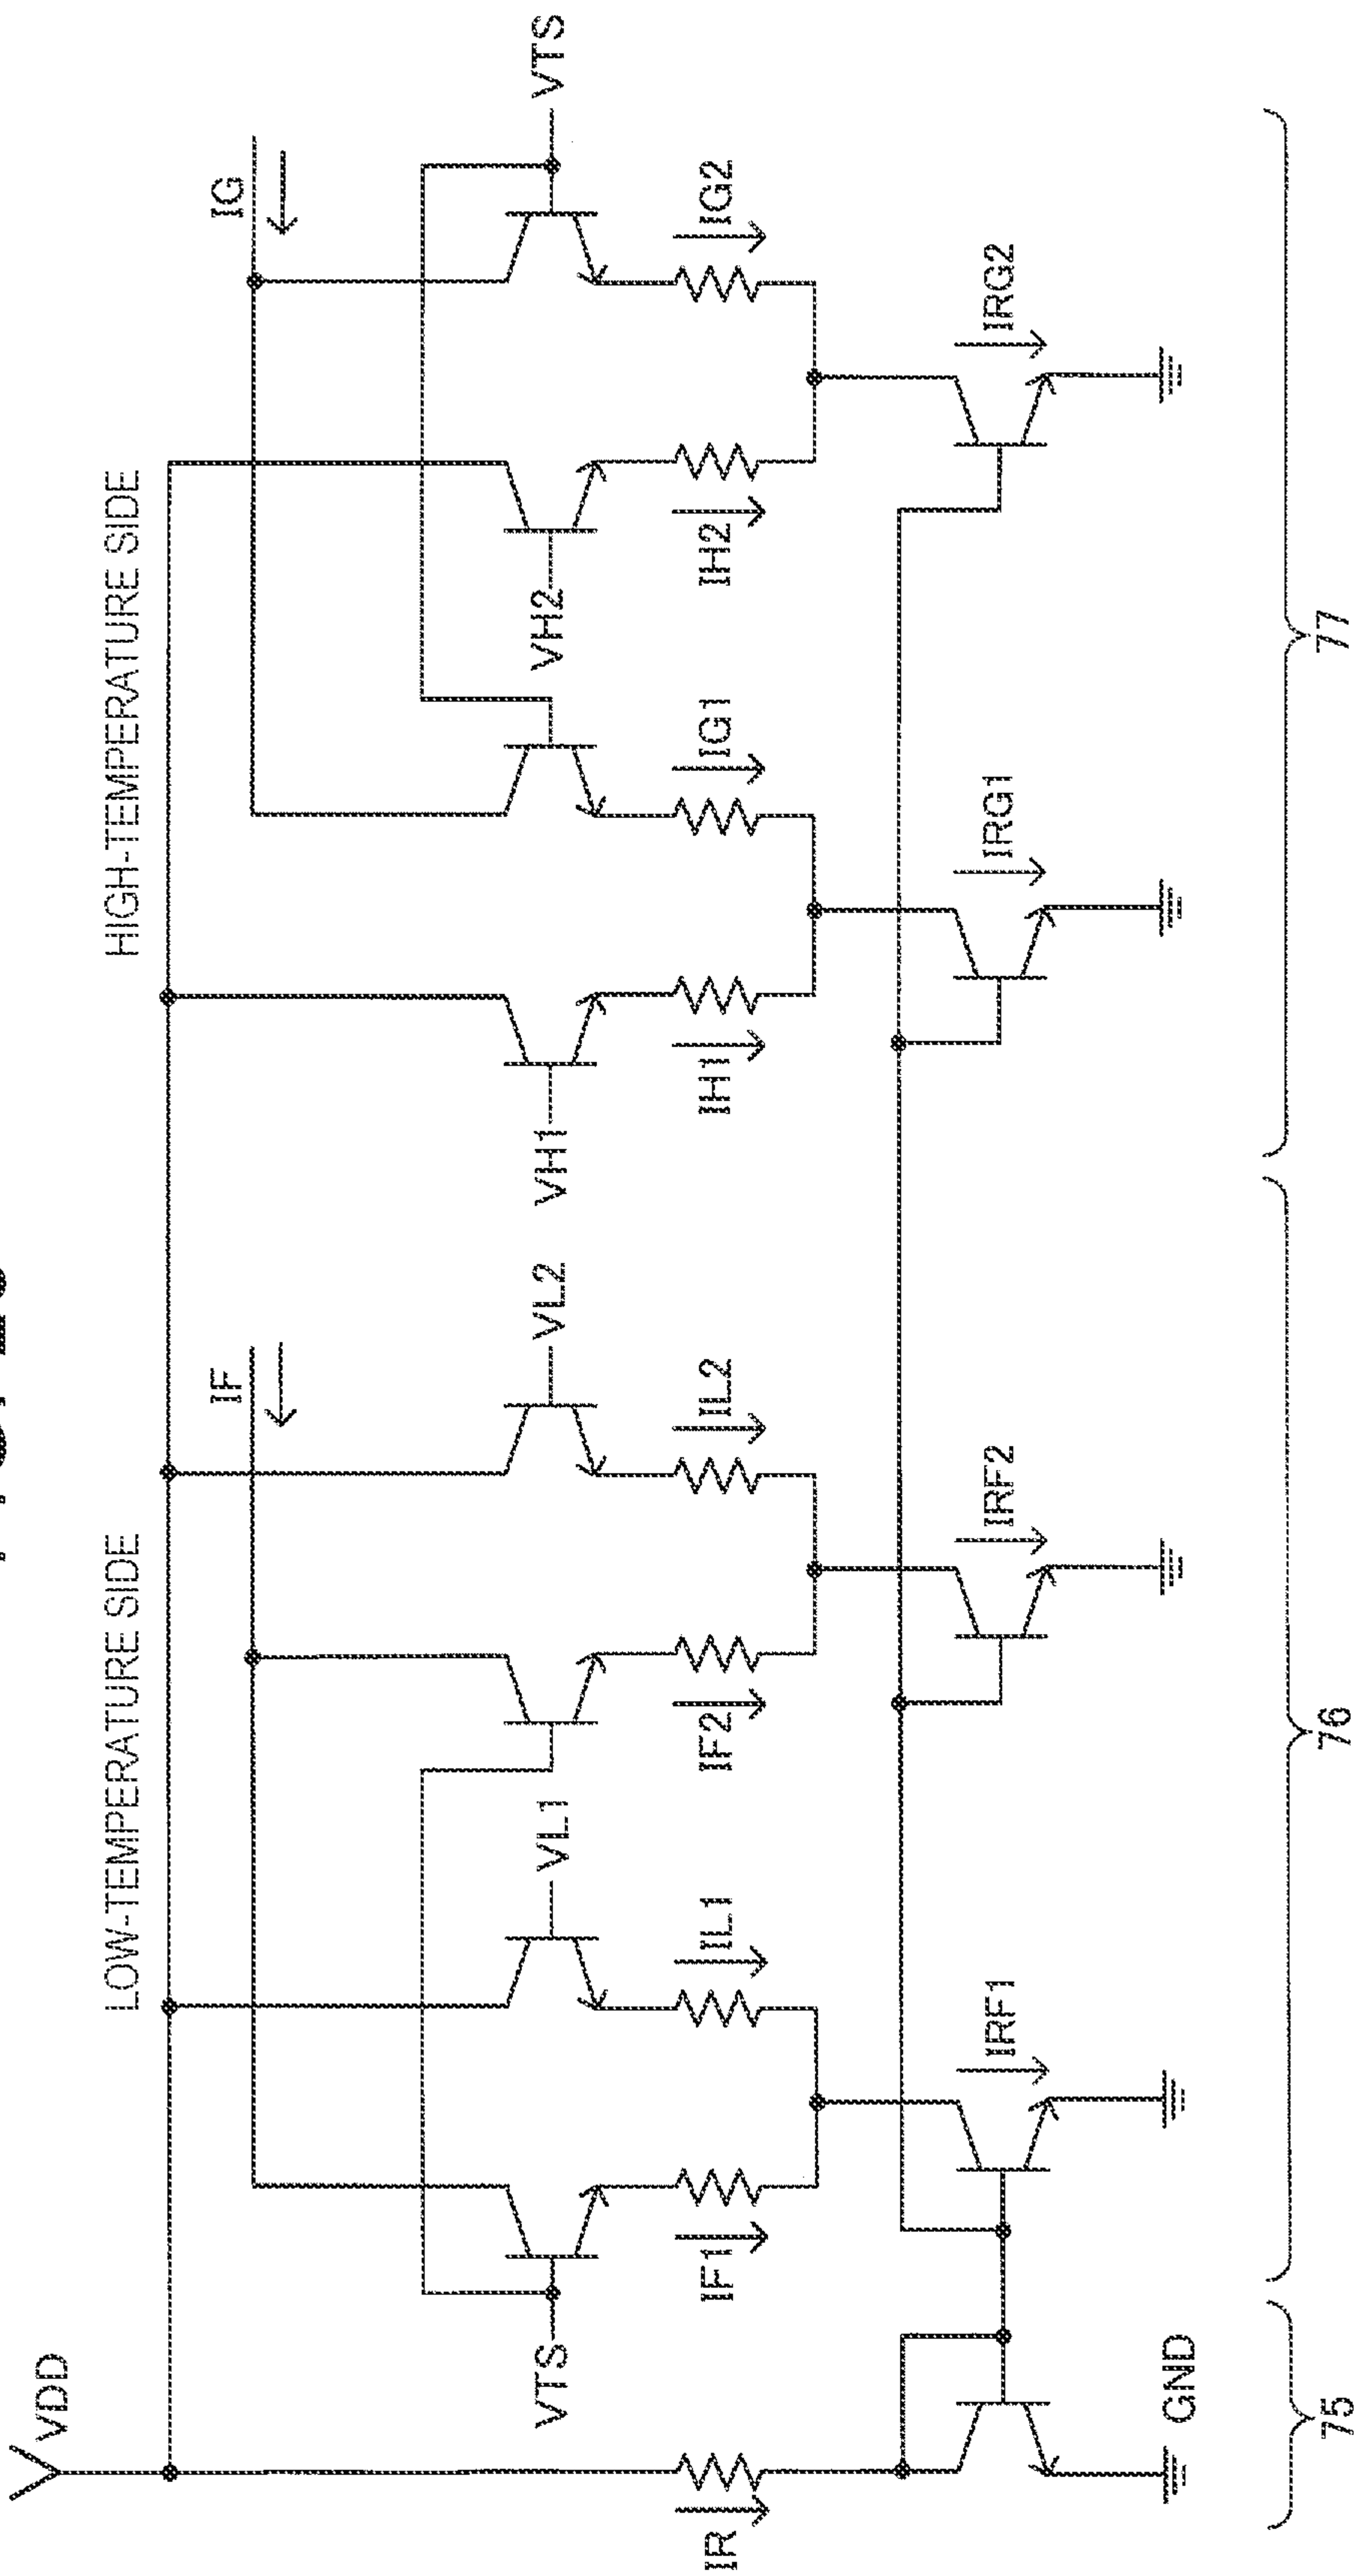 VDD
LOW-TEMPERATURE SIDE
HIGH-TEMPERATURE SIDE
IF
IG
VTS
VL1
VL2
VH1
VH2
VTS
IR
IF1
IL1
IF2
IL2
IH1
IG1
IH2
IG2
IRF1
IRF2
IRG1
IRG2
GND
75
76
77